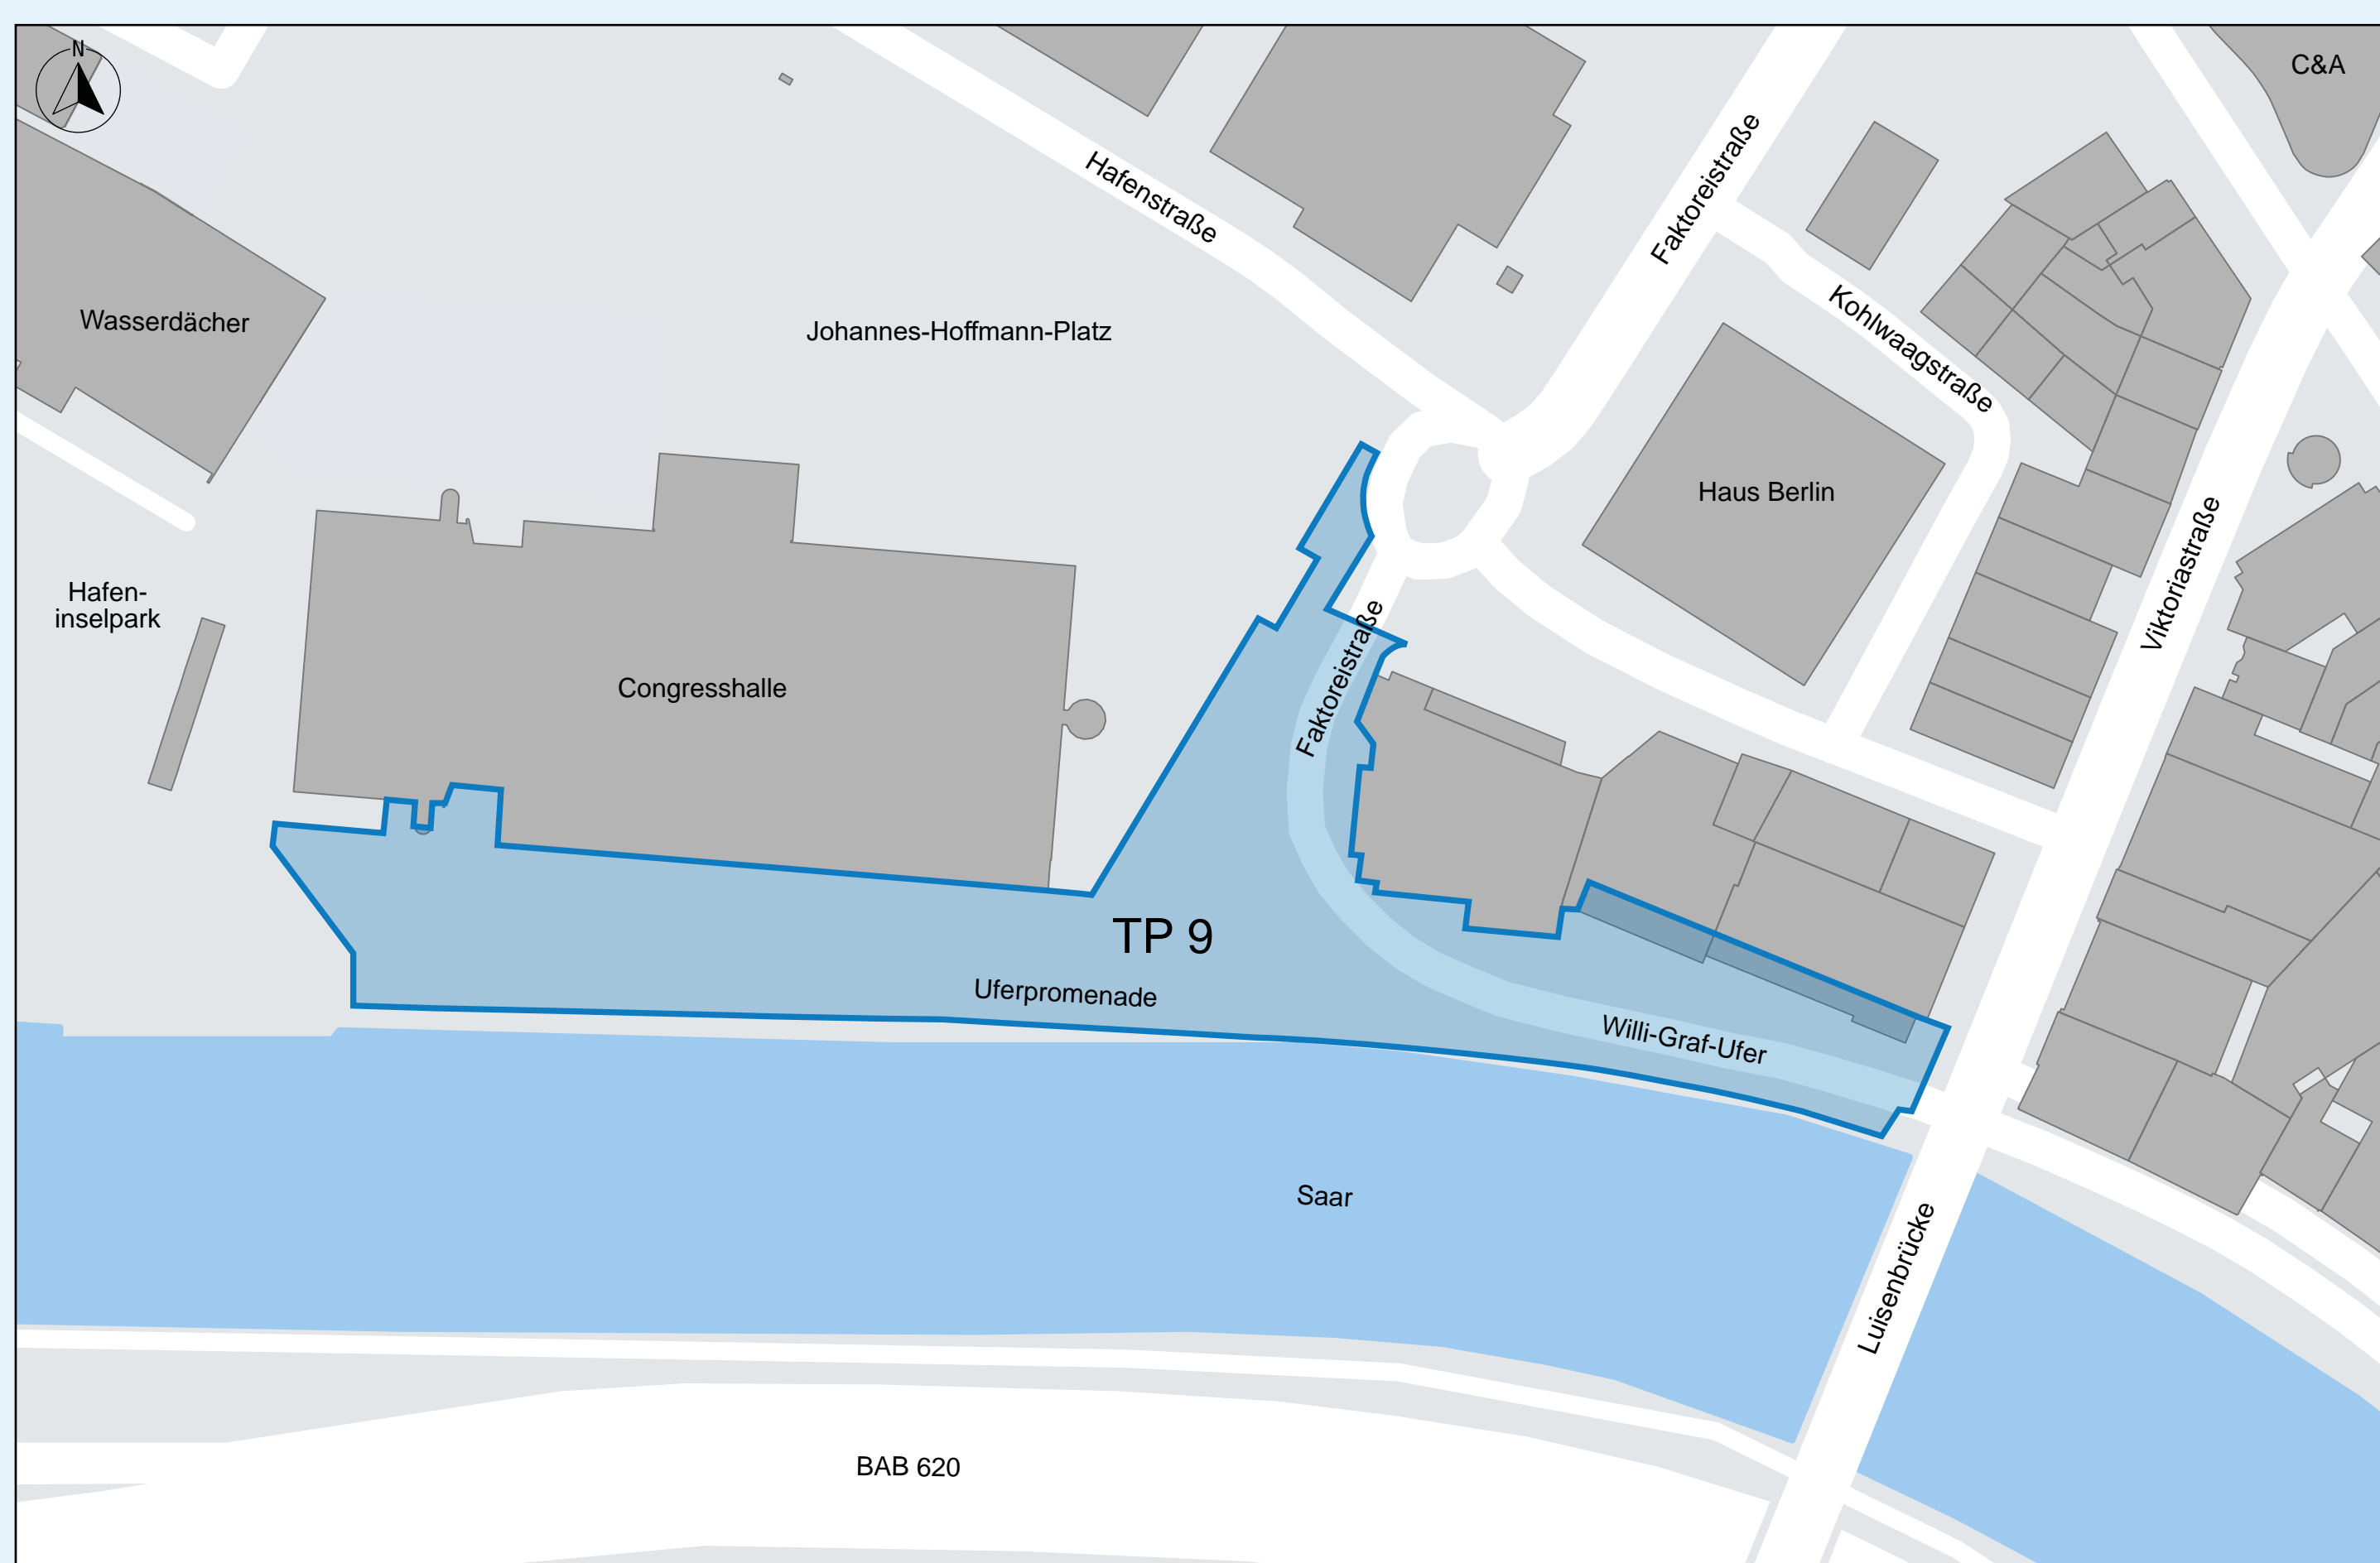 N
C&A
Hafenstraße
Faktoreistraße
Wasserdächer
Johannes-Hoffmann-Platz
Kohlwaagstraße
Haus Berlin
Viktoriastraße
Hafen-
inselpark
Faktoreistraße
Congresshalle
TP 9
Uferpromenade
Willi-Graf-Ufer
Saar
Luisenbrücke
BAB 620